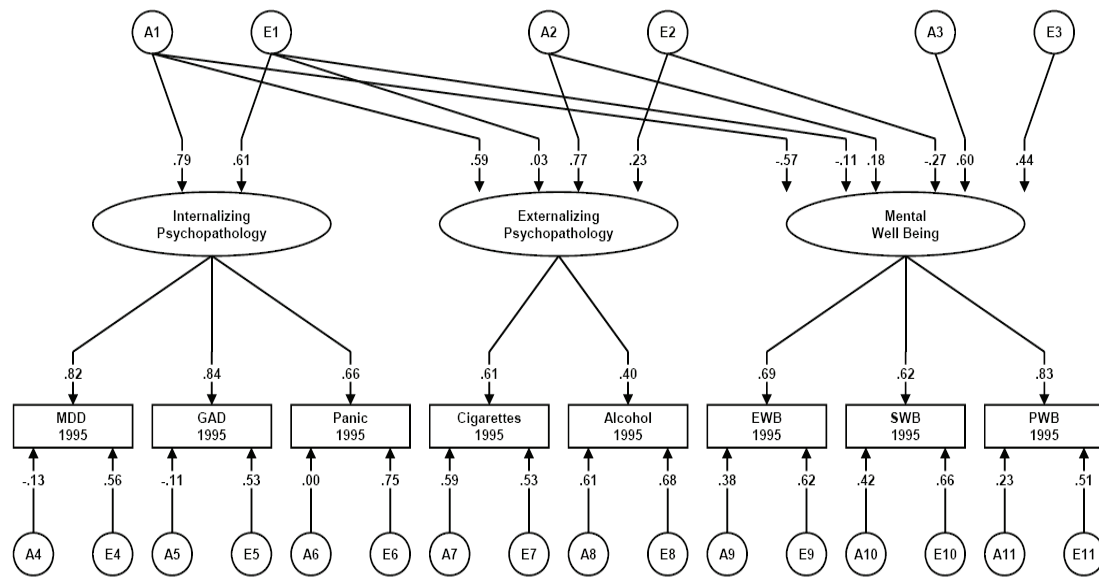 A1 E1 A2 E2 A3 E3
.79 .61 .59 .03 .77 .23 -.57 -.11 .18 -.27 .60 .44
Internalizing Externalizing Mental
Psychopathology Psychopathology Well Being
.82 .84 .66 .61 .40 .69 .62 .83
MDD GAD Panic Cigarettes Alcohol EWB SWB PWB
1995 1995 1995 1995 1995 1995 1995 1995
-.13 .56 -.11 .53 .00 .75 .59 .53 .61 .68 .38 .62 .42 .66 .23 .51
A4 E4 A5 E5 A6 E6 A7 E7 A8 E8 A9 E9 A10 E10 A11 E11